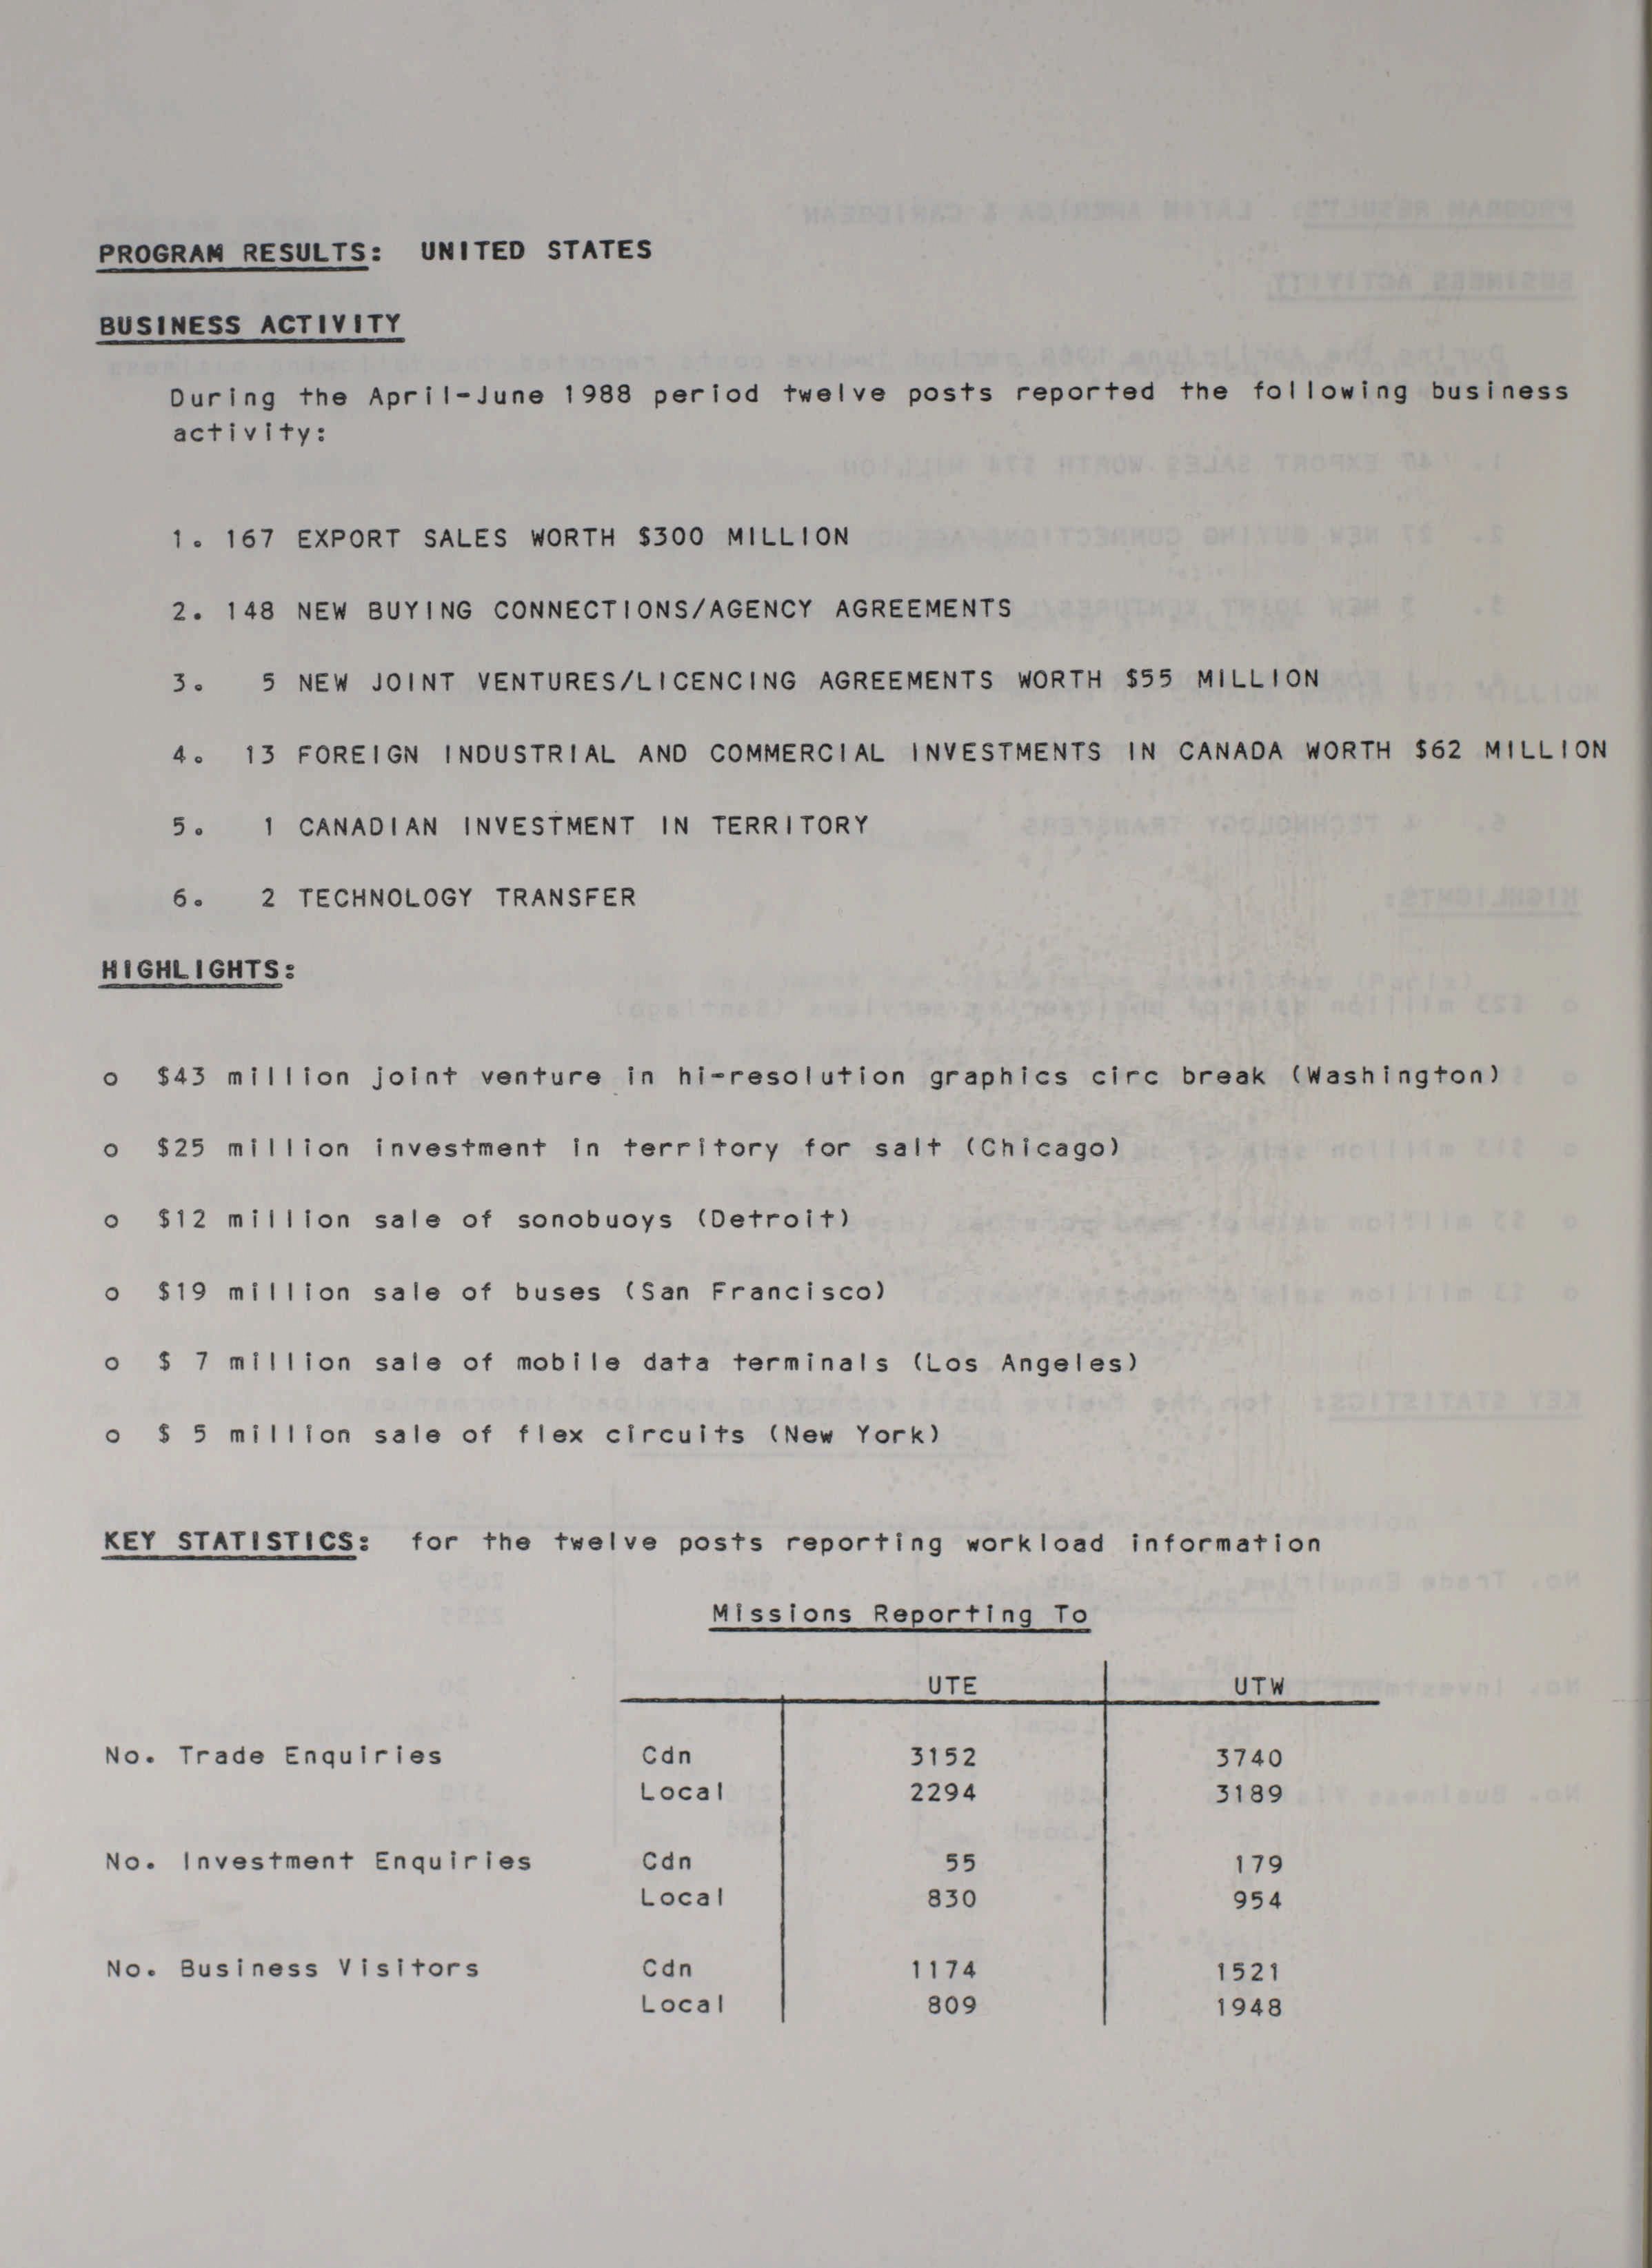 PROGRAM RESULTS: UNITED STATES
BUSINESS ACTIVITY
During the April-June 1988 period twelve posts reported the following business
activity:
1. 167 EXPORT SALES WORTH $300 MILLION
2. 148 NEW BUYING CONNECTIONS/AGENCY AGREEMENTS
3. 5 NEW JOINT VENTURES/LICENCING AGREEMENTS WORTH $55 MILLION
4. 13 FOREIGN INDUSTRIAL AND COMMERCIAL INVESTMENTS IN CANADA WORTH $62 MILLION
5. 1 CANADIAN INVESTMENT IN TERRITORY
6. 2 TECHNOLOGY TRANSFER
HIGHLIGHTS:
o $43 million joint venture in hi-resolution graphics circ break (Washington)
o $25 million investment in territory for salt (Chicago)
o $12 million sale of sonobuoys (Detroit)
o $19 million sale of buses (San Francisco)
o $ 7 million sale of mobile data terminals (Los Angeles)
o $ 5 million sale of flex circuits (New York)
KEY STATISTICS: for the twelve posts reporting workload information
Missions Reporting To
UTE UTW
No. Trade Enquiries Cdn 3152 3740
Local 2294 3189
No. Investment Enquiries Cdn 55 179
Local 830 954
No. Business Visitors Cdn 1174 1521
Local 809 1948